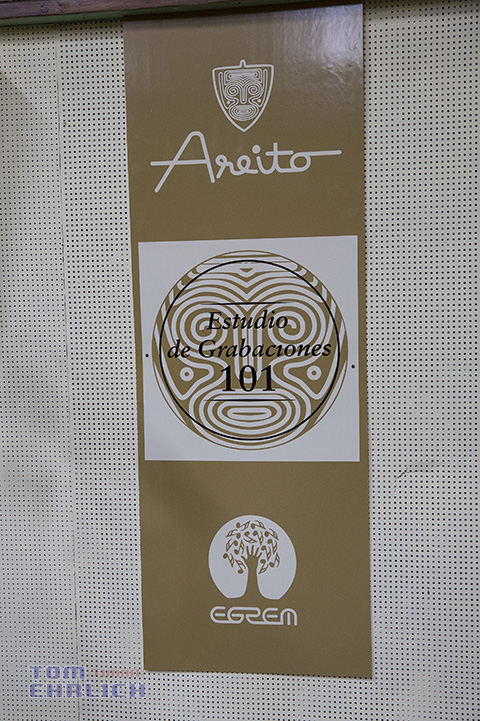 Areito
Estudio
de Grabaciones
101
EGREM
TOM
EHRLICH